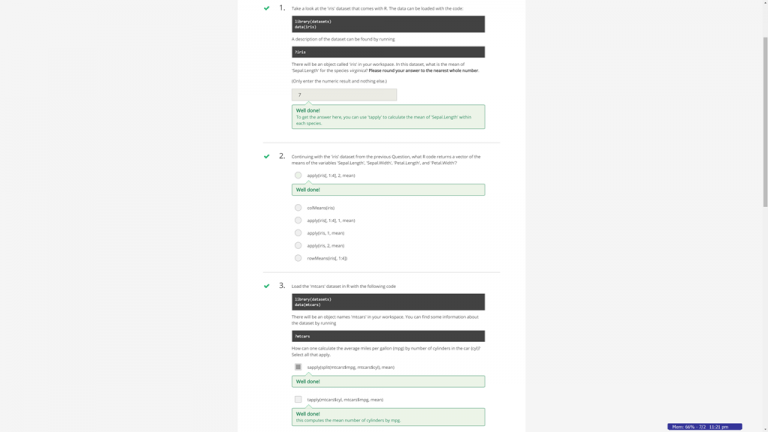 1. Take a look at the 'iris' dataset that comes with R. The data can be loaded with the code:
library(datasets)
data(iris)
A description of the dataset can be found by running
?iris
There will be an object called 'iris' in your workspace. In this dataset, what is the mean of
'Sepal.Length' for the species virginica? Please round your answer to the nearest whole number.
(Only enter the numeric result and nothing else.)
7
Well done!
To get the answer here, you can use 'tapply' to calculate the mean of 'Sepal.Length' within
each species.
2. Continuing with the 'iris' dataset from the previous Question, what R code returns a vector of the
means of the variables 'Sepal.Length', 'Sepal.Width', 'Petal.Length', and 'Petal.Width'?
apply(iris[, 1:4], 2, mean)
Well done!
colMeans(iris)
apply(iris[, 1:4], 1, mean)
apply(iris, 1, mean)
apply(iris, 2, mean)
rowMeans(iris[, 1:4])
3. Load the 'mtcars' dataset in R with the following code
library(datasets)
data(mtcars)
There will be an object names 'mtcars' in your workspace. You can find some information about
the dataset by running
?mtcars
How can one calculate the average miles per gallon (mpg) by number of cylinders in the car (cyl)?
Select all that apply.
sapply(split(mtcars$mpg, mtcars$cyl), mean)
Well done!
tapply(mtcars$cyl, mtcars$mpg, mean)
Well done!
this computes the mean number of cylinders by mpg.
Mem: 66% - 7/3 11:21 pm